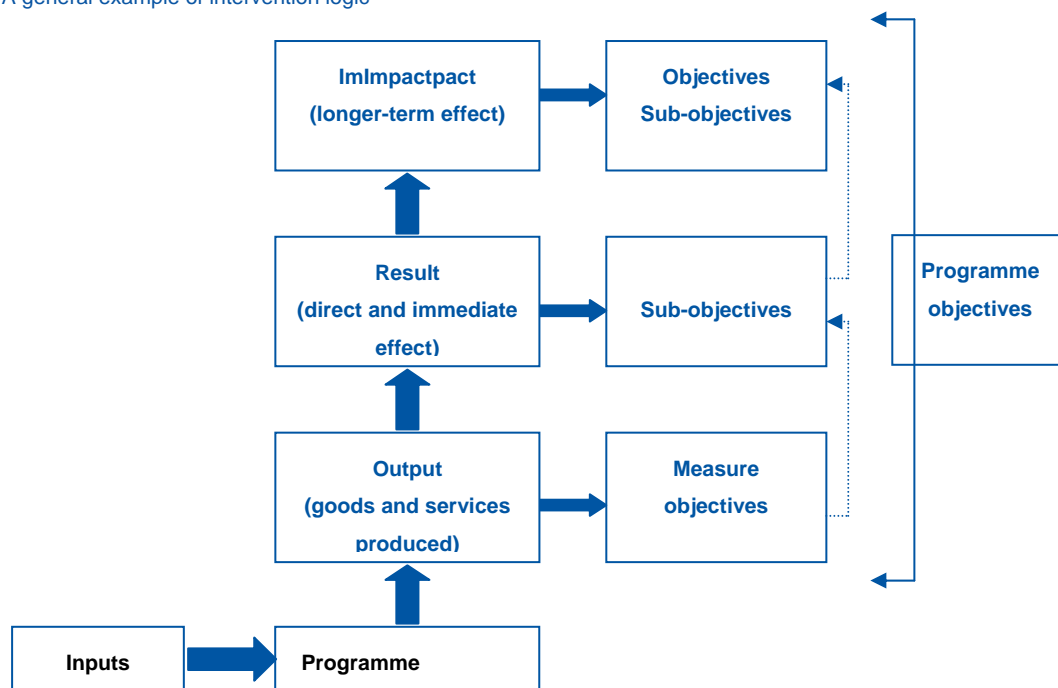 A general example of intervention logic
ImImpactpact
(longer-term effect)
Objectives
Sub-objectives
Result
(direct and immediate
effect)
Sub-objectives
Programme
objectives
Output
(goods and services
produced)
Measure
objectives
Inputs
Programme